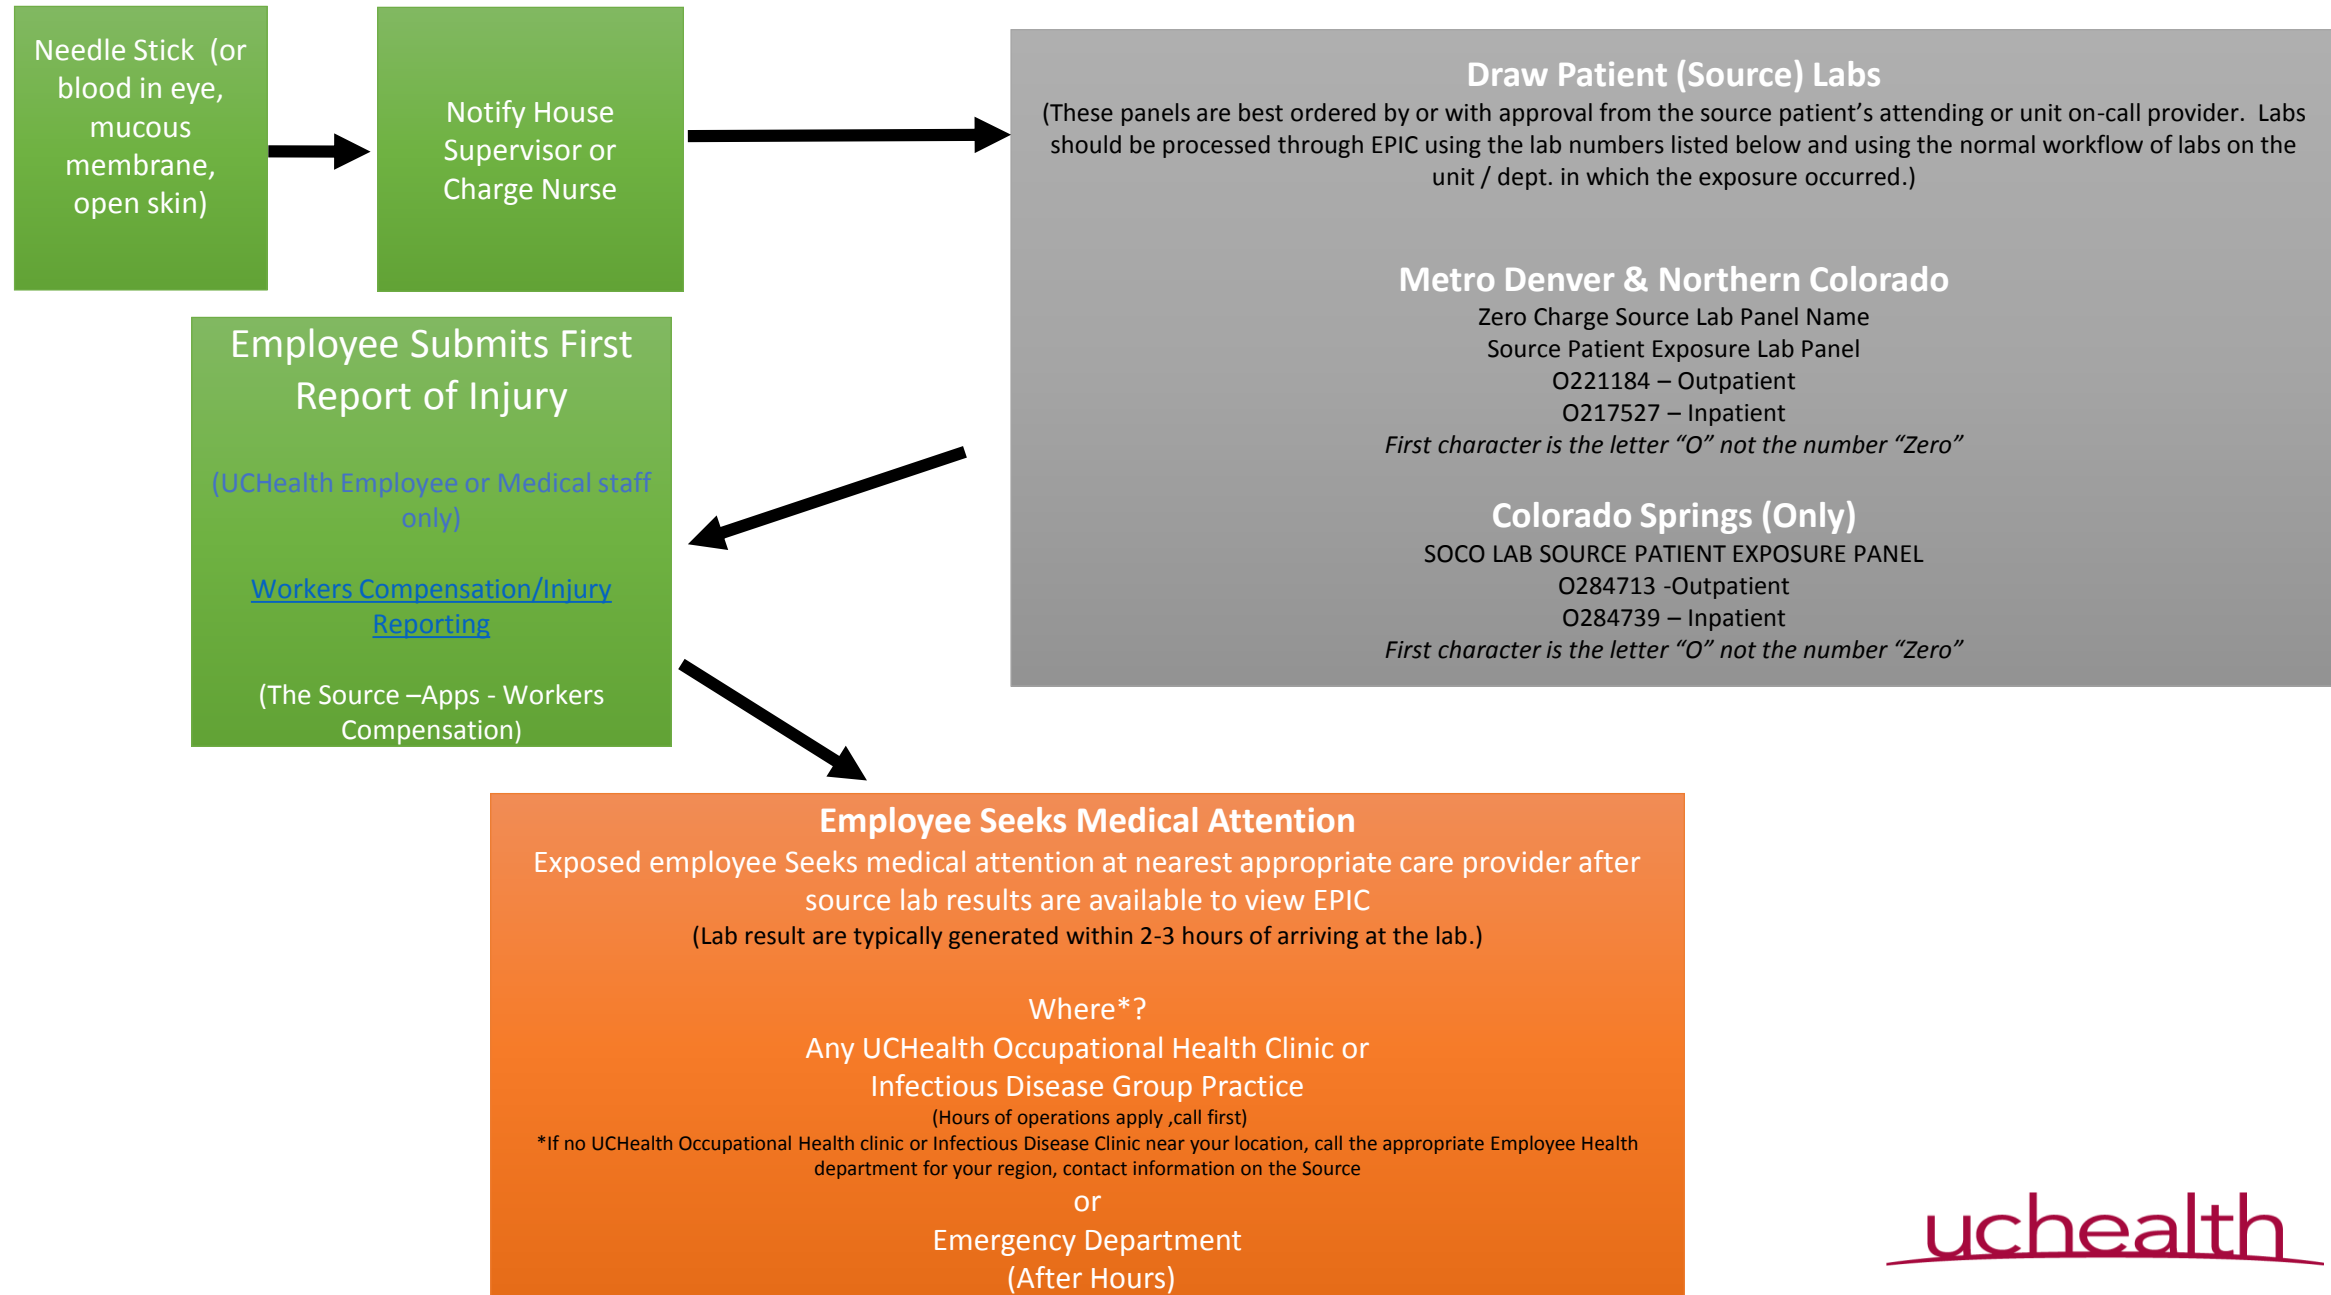 Needle Stick  (or
blood in eye,
mucous
membrane,
open skin)
Notify House
Supervisor or
Charge Nurse
Draw Patient (Source) Labs
(These panels are best ordered by or with approval from the source patient’s attending or unit on-call provider.  Labs
should be processed through EPIC using the lab numbers listed below and using the normal workflow of labs on the
unit / dept. in which the exposure occurred.)
Metro Denver & Northern Colorado
Zero Charge Source Lab Panel Name
Source Patient Exposure Lab Panel
O221184 – Outpatient
O217527 – Inpatient
First character is the letter “O” not the number “Zero”
Colorado Springs (Only)
SOCO LAB SOURCE PATIENT EXPOSURE PANEL
O284713 -Outpatient
O284739 – Inpatient
First character is the letter “O” not the number “Zero”
Employee Submits First
Report of Injury
(UCHealth Employee or Medical staff
only)
Workers Compensation/Injury
Reporting
(The Source –Apps - Workers
Compensation)
Employee Seeks Medical Attention
Exposed employee Seeks medical attention at nearest appropriate care provider after
source lab results are available to view EPIC
(Lab result are typically generated within 2-3 hours of arriving at the lab.)
Where*?
Any UCHealth Occupational Health Clinic or
Infectious Disease Group Practice
(Hours of operations apply ,call first)
*If no UCHealth Occupational Health clinic or Infectious Disease Clinic near your location, call the appropriate Employee Health
department for your region, contact information on the Source
or
Emergency Department
(After Hours)
uchealth